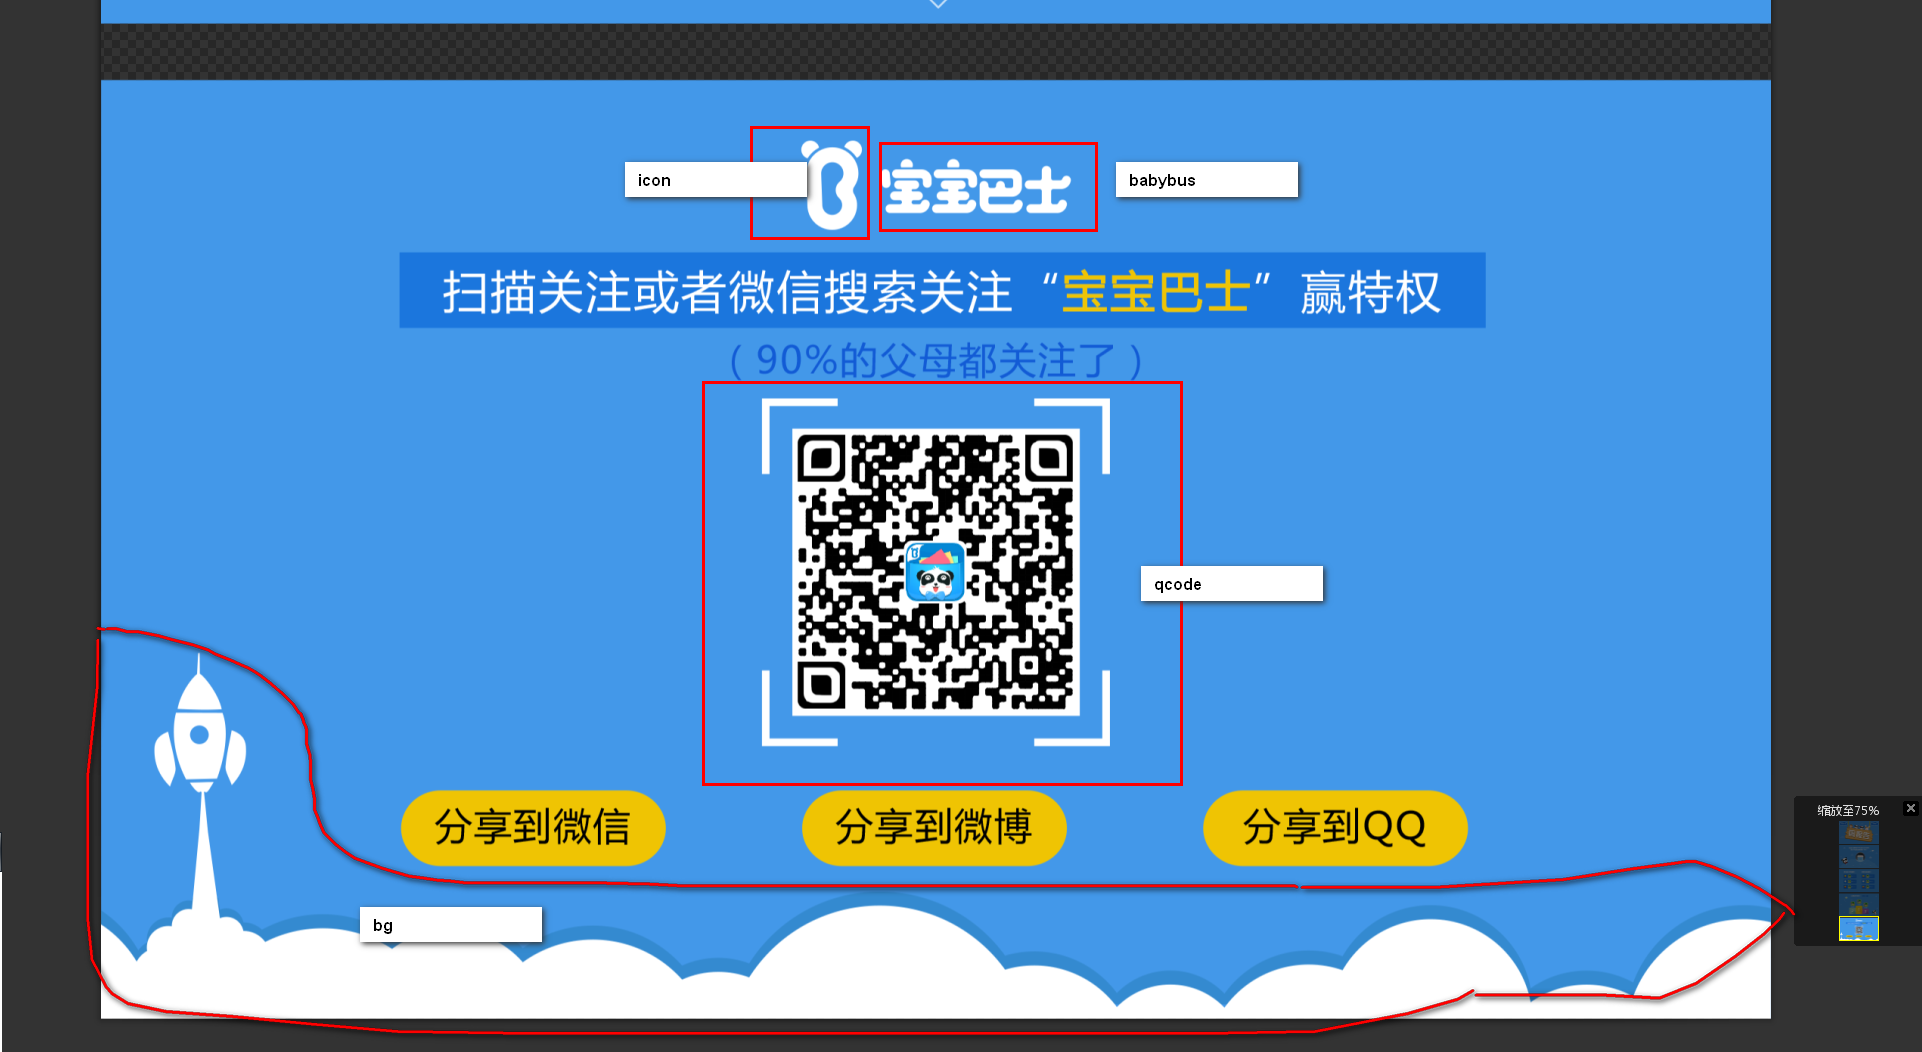 icon
宝宝巴士
babybus
扫描关注或者微信搜索关注“宝宝巴士”赢特权
(90%的父母都关注了)
qcode
分享到微信
分享到微博
分享到QQ
缩放至75%
bg